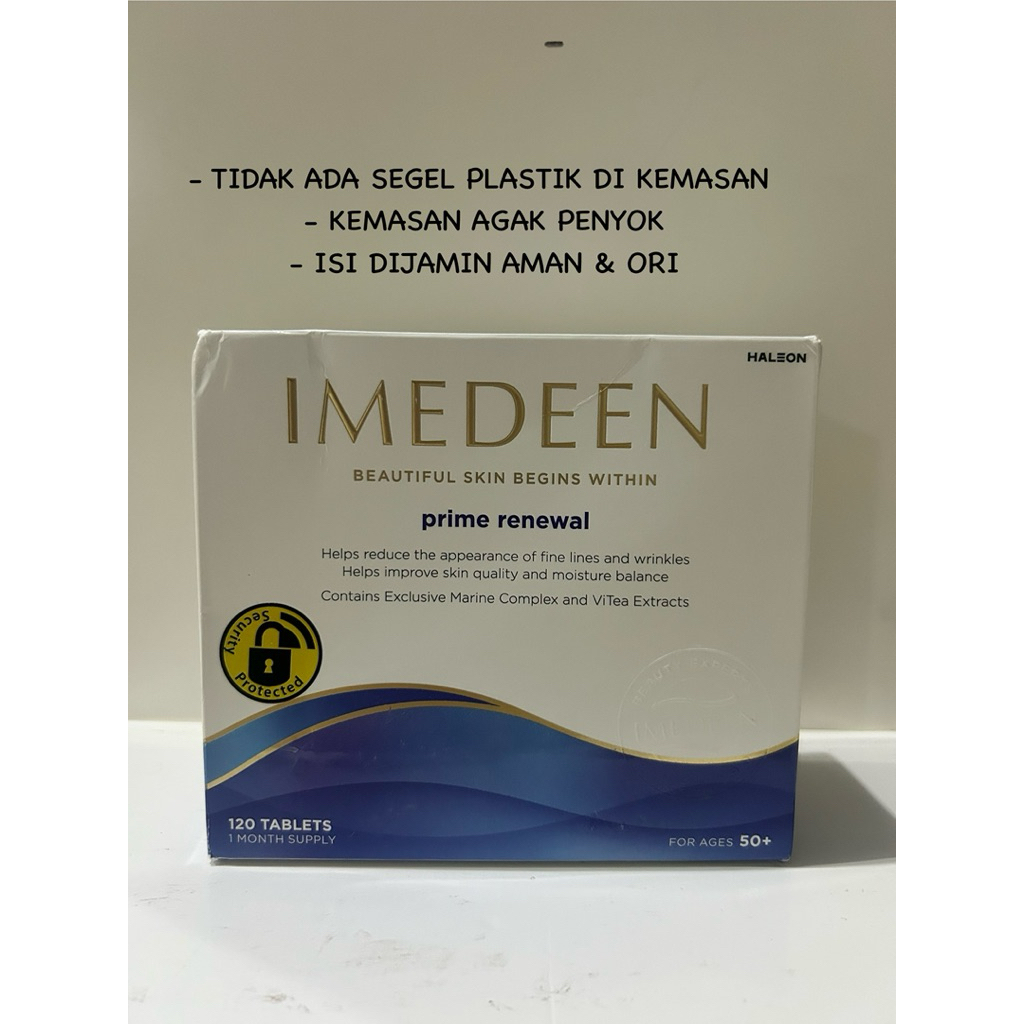 - TIDAK ADA SEGEL PLASTIK DI KEMASAN
- KEMASAN AGAK PENYOK
- ISI DIJAMIN AMAN & ORI
HALEON
IMEDEEN
BEAUTIFUL SKIN BEGINS WITHIN
prime renewal
Helps reduce the appearance of fine lines and wrinkles
Helps improve skin quality and moisture balance
Contains Exclusive Marine Complex and ViTea Extracts
Security
Protected
120 TABLETS
1 MONTH SUPPLY
FOR AGES 50+